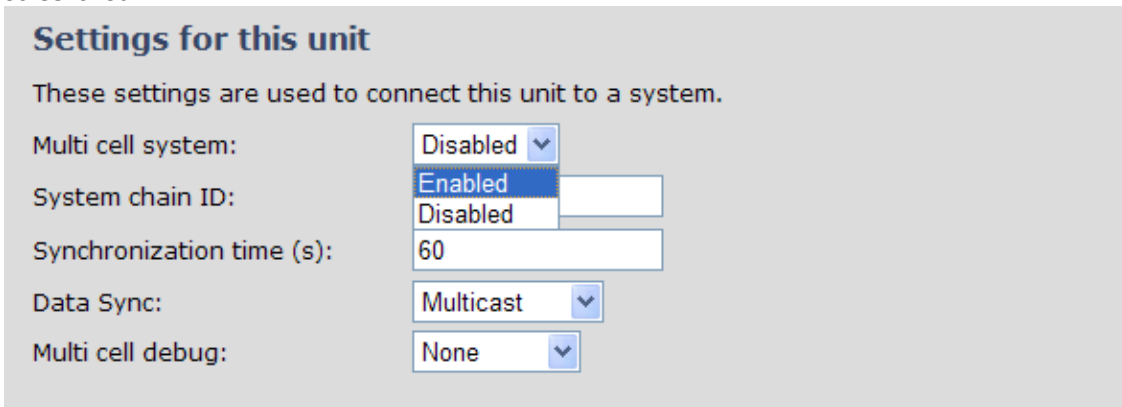 Settings for this unit
These settings are used to connect this unit to a system.
Multi cell system: Disabled
Enabled
System chain ID:
Disabled
Synchronization time (s): 60
Data Sync: Multicast
Multi cell debug: None